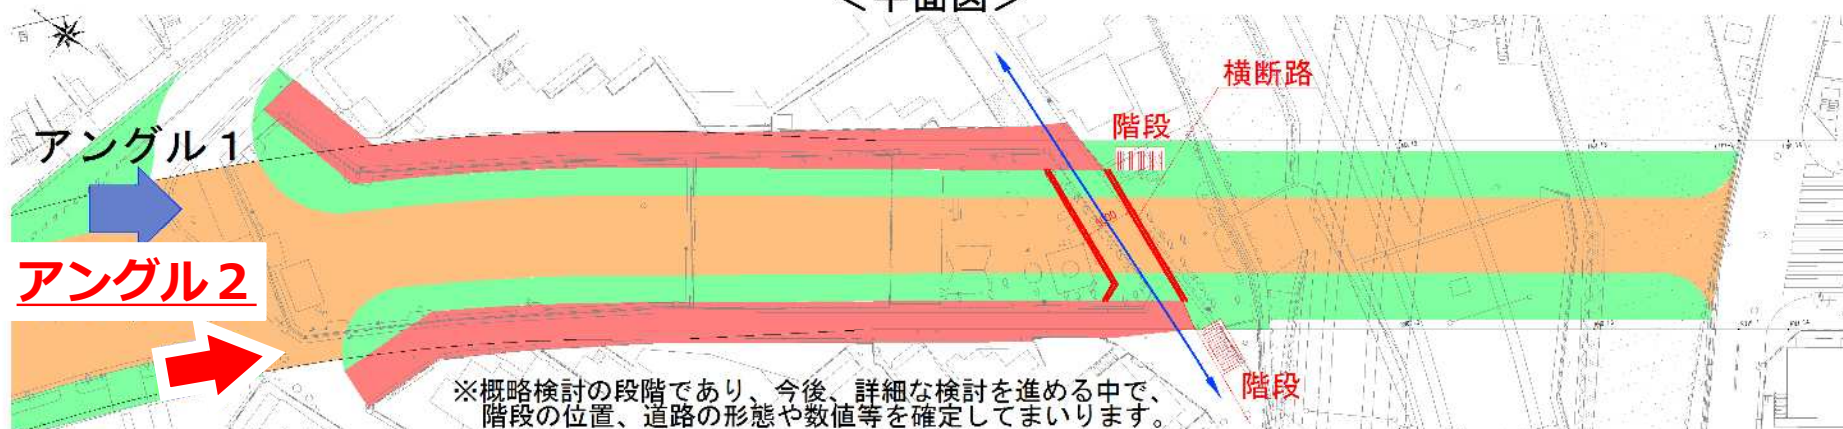 <平面図>
アングル1
アングル2
横断路
階段
階段
※概略検討の段階であり、今後、詳細な検討を進める中で、
階段の位置、道路の形態や数値等を確定してまいります。